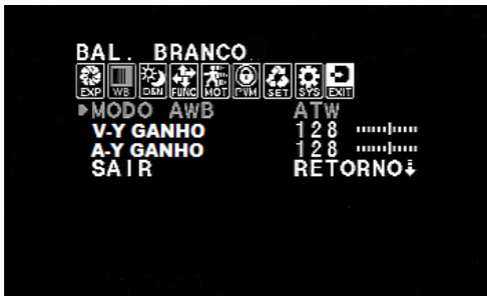 BAL. BRANCO
EXP WB D&N FUNC MOT PVM SET SYS EXIT
MODO AWB ATW
V-Y GANHO 128
A-Y GANHO 128
SAIR RETORNO